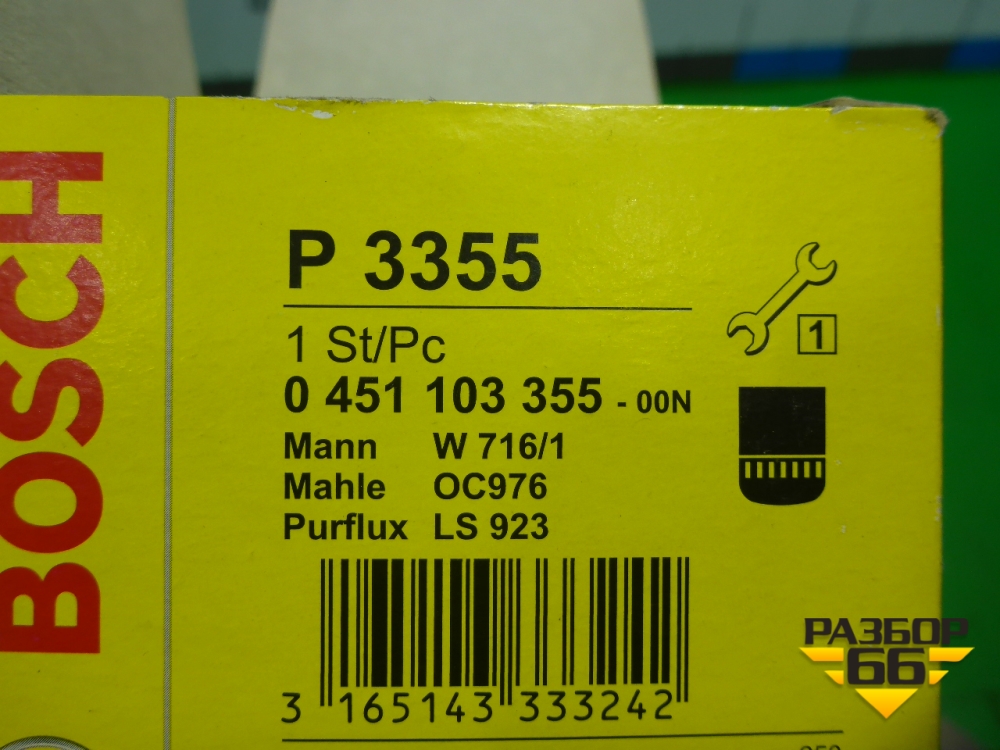 BOSCH
P 3355
1 St/Pc
0 451 103 355 - 00N
Mann W 716/1
Mahle OC976
Purflux LS 923
1
3 165143 333242
РАЗБОР
66